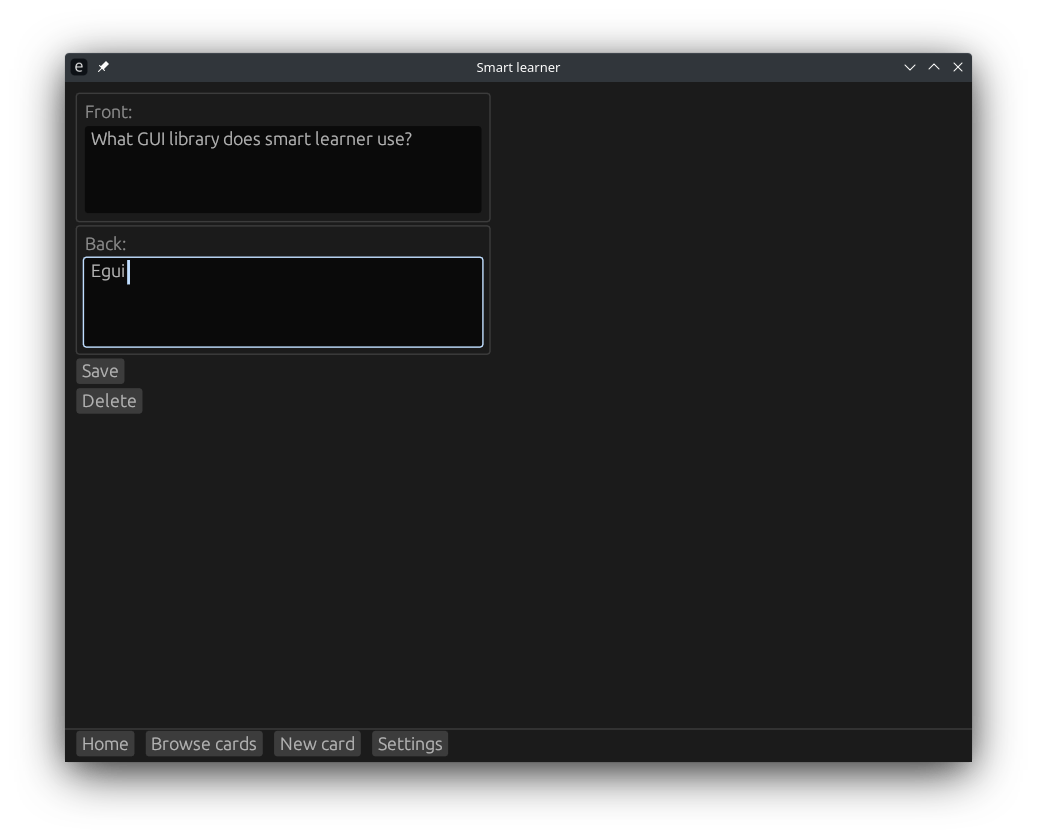 e
Smart learner
Front:
What GUI library does smart learner use?
Back:
Egui
Save
Delete
Home Browse cards New card Settings